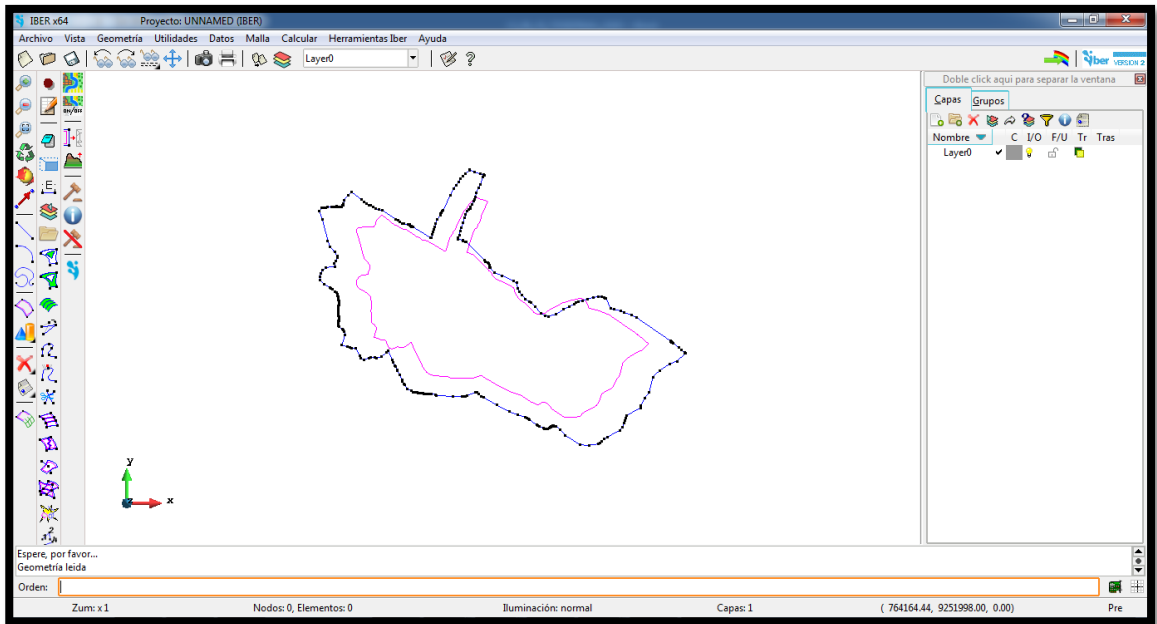 IBER x64 Proyecto: UNNAMED (IBER)
Archivo Vista Geometría Utilidades Datos Malla Calcular Herramientas Iber Ayuda
Layer0
Iber VERSION 2
Doble click aqui para separar la ventana
Capas Grupos
ON/OFF
Nombre C I/O F/U Tr Tras
Layer0
E
y
z x
Espere, por favor...
Geometría leida
Orden:
Zum: x 1 Nodos: 0, Elementos: 0 Iluminación: normal Capas: 1 ( 764164.44, 9251998.00, 0.00) Pre